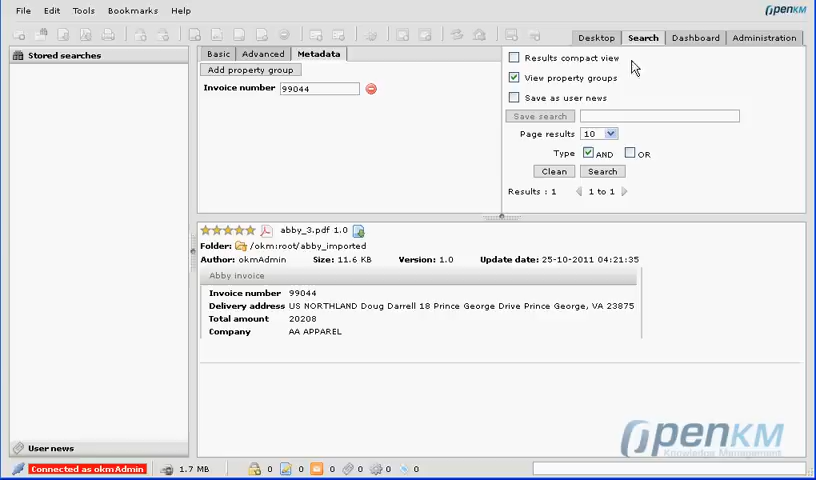 File Edit Tools Bookmarks Help
openKM
Desktop Search Dashboard Administration
Stored searches
Basic Advanced Metadata
Add property group
Invoice number 99044
Results compact view
View property groups
Save as user news
Save search
Page results 10
Type AND OR
Clean Search
Results : 1 1 to 1
abby_3.pdf 1.0
Folder: /okm:root/abby_imported
Author: okmAdmin Size: 11.6 KB Version: 1.0 Update date: 25-10-2011 04:21:35
Abby invoice
Invoice number 99044
Delivery address US NORTHLAND Doug Darrell 18 Prince George Drive Prince George, VA 23875
Total amount 20208
Company AA APPAREL
openKM
Knowledge Management
User news
Connected as okmAdmin 1.7 MB 0 0 0 0 0 0